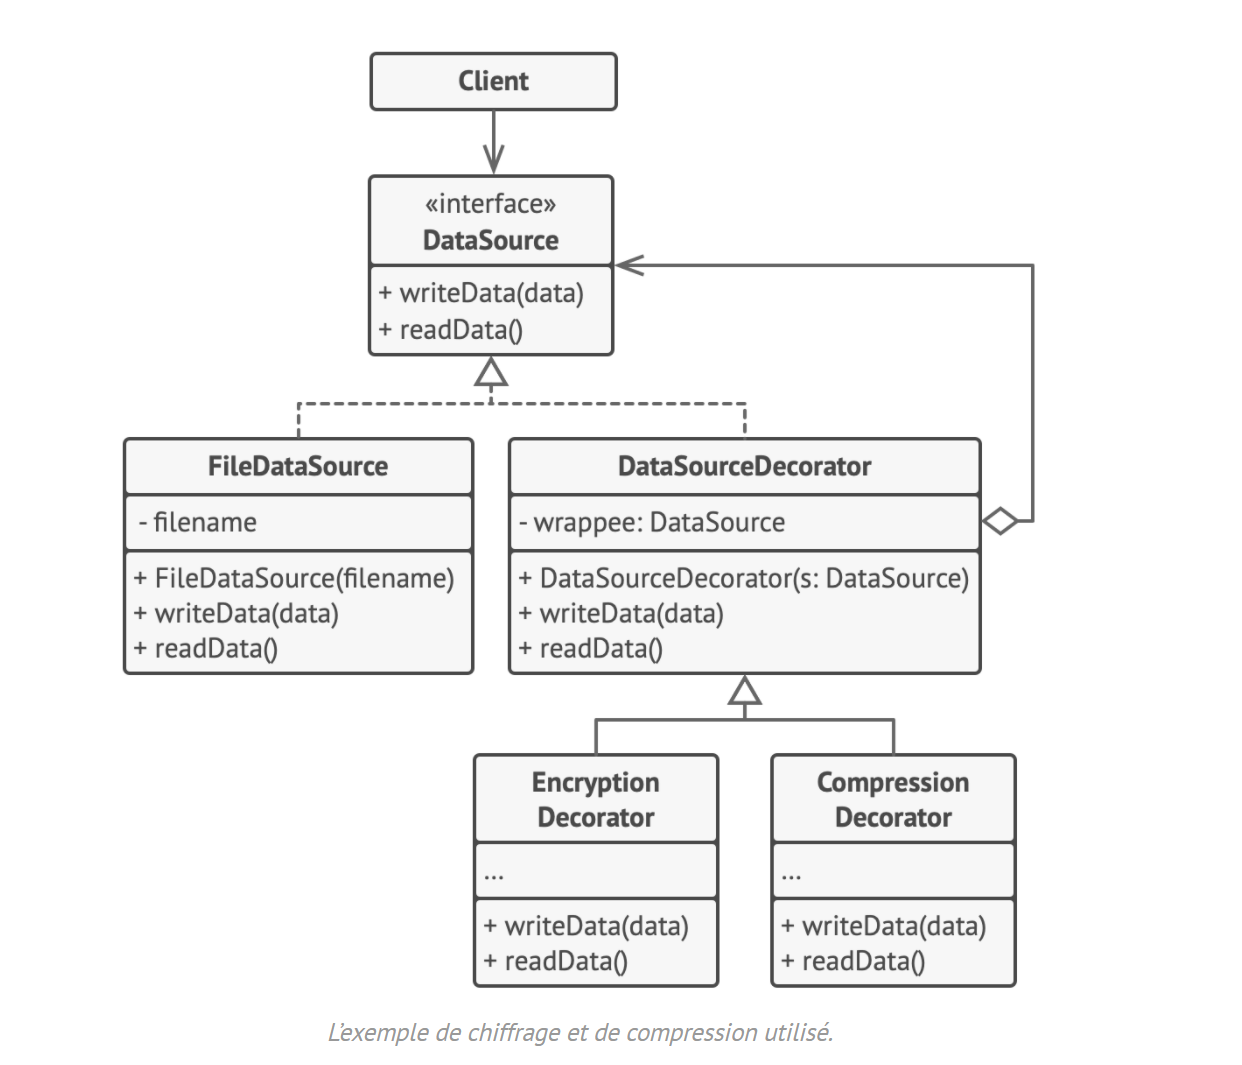 Client
«interface»
DataSource
+ writeData(data)
+ readData()
FileDataSource
- filename
+ FileDataSource(filename)
+ writeData(data)
+ readData()
DataSourceDecorator
- wrappee: DataSource
+ DataSourceDecorator(s: DataSource)
+ writeData(data)
+ readData()
Encryption
Decorator
...
+ writeData(data)
+ readData()
Compression
Decorator
...
+ writeData(data)
+ readData()
L’exemple de chiffrage et de compression utilisé.